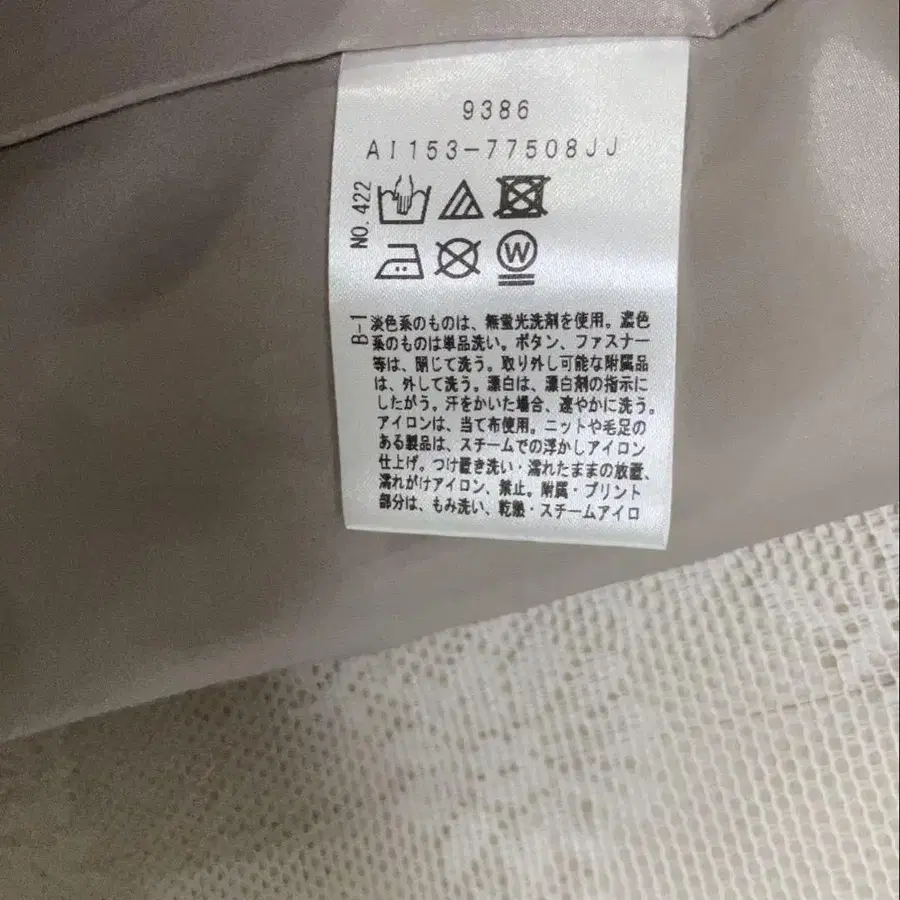 9386
AI153-77508JJ
NO.422
W
B-1
淡色系のものは、無蛍光洗剤を使用。濃色
系のものは単品洗い。ボタン、ファスナー
等は、閉じて洗う。取り外し可能な附属品
は、外して洗う。漂白は、漂白剤の指示に
したがう。汗をかいた場合、速やかに洗う。
アイロンは、当て布使用。ニットや毛足の
ある製品は、スチームでの浮かしアイロン
仕上げ。つけ置き洗い・濡れたままの放置、
濡れがけアイロン、禁止。附属・プリント
部分は、もみ洗い、乾熱・スチームアイロ